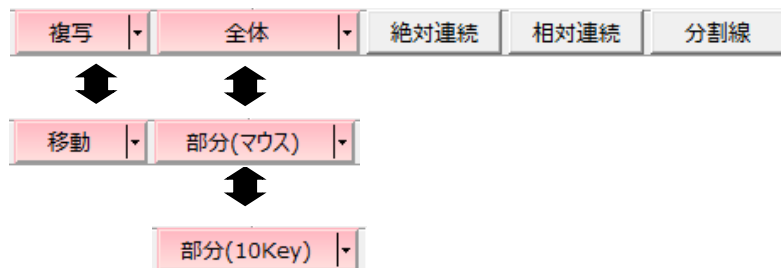 複写 全体 絶対連続 相対連続 分割線
移動 部分(マウス)
部分(10Key)